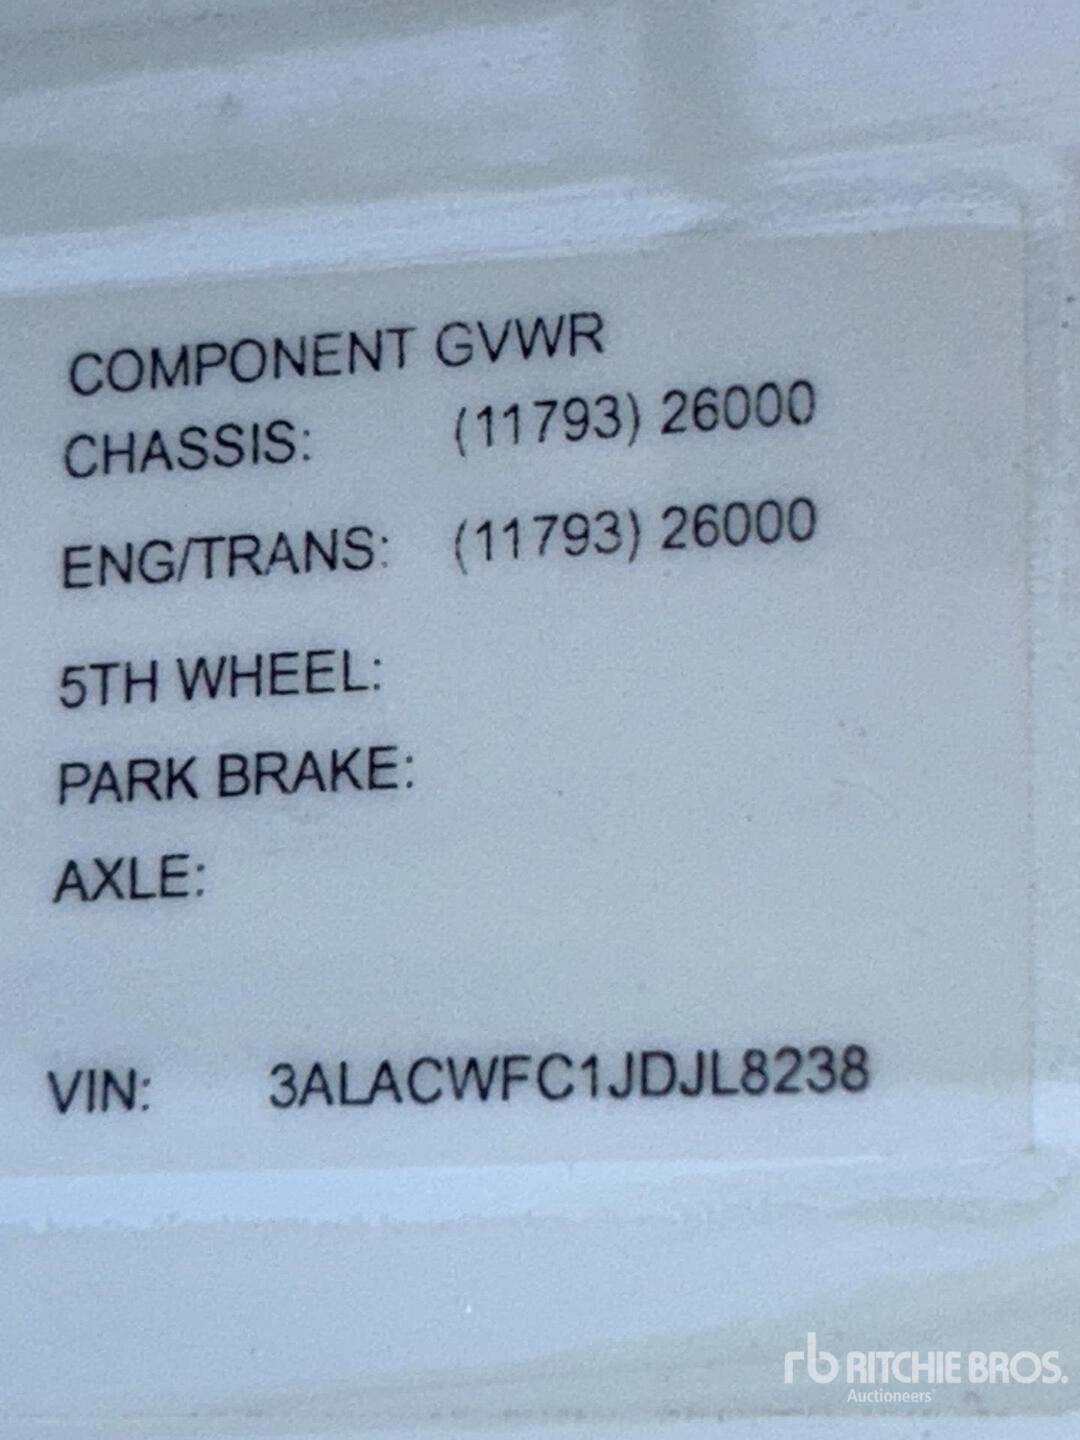 COMPONENT GVWR
CHASSIS: (11793) 26000
ENG/TRANS: (11793) 26000
5TH WHEEL:
PARK BRAKE:
AXLE:
VIN: 3ALACWFC1JDJL8238
rb RITCHIE BROS.
Auctioneers